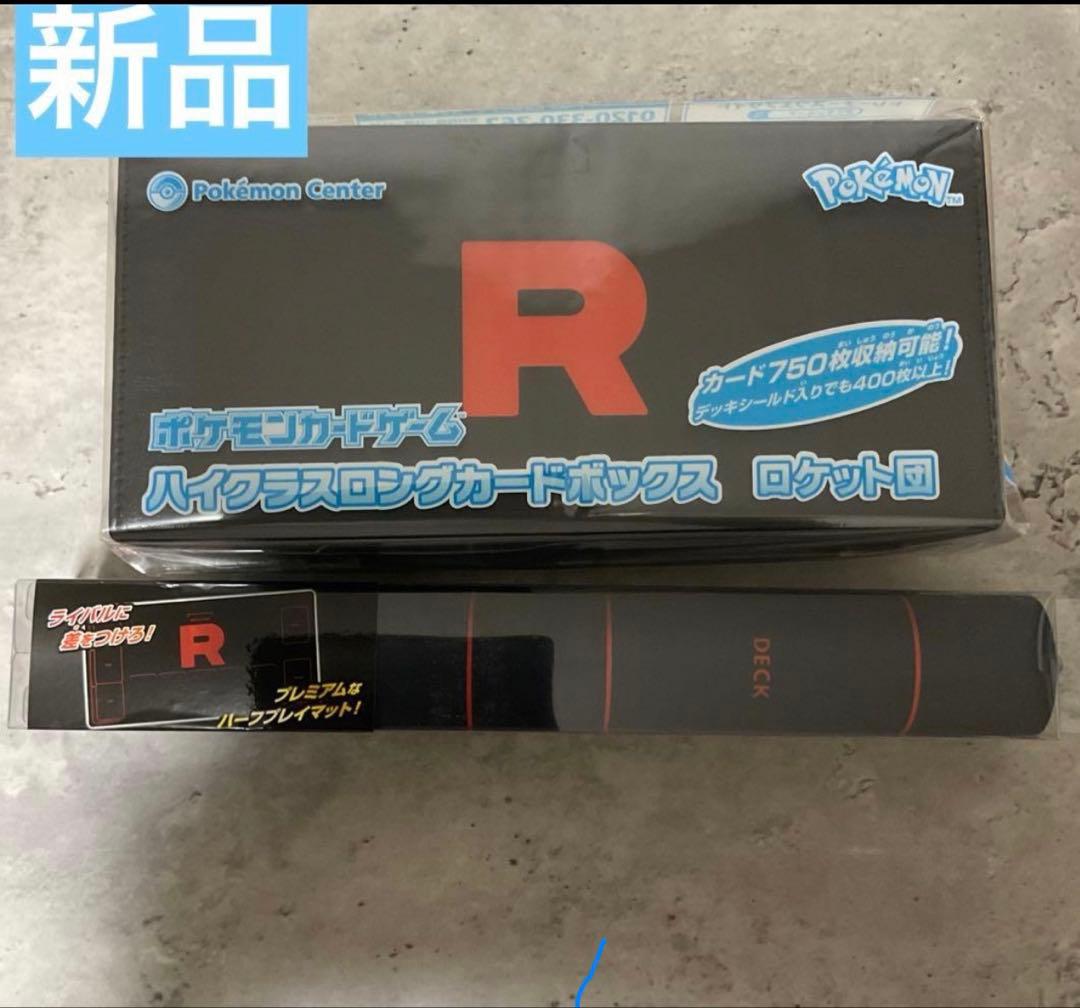 新品
0120-330-262
Pokémon Center
POKéMON™
R
カード750枚収納可能!
デッキシールド入りでも400枚以上!
ポケモンカードゲーム
ハイクラスロングカードボックス ロケット団
ライバルに
差をつけろ!
R
プレミアムな
ハーフプレイマット!
DECK